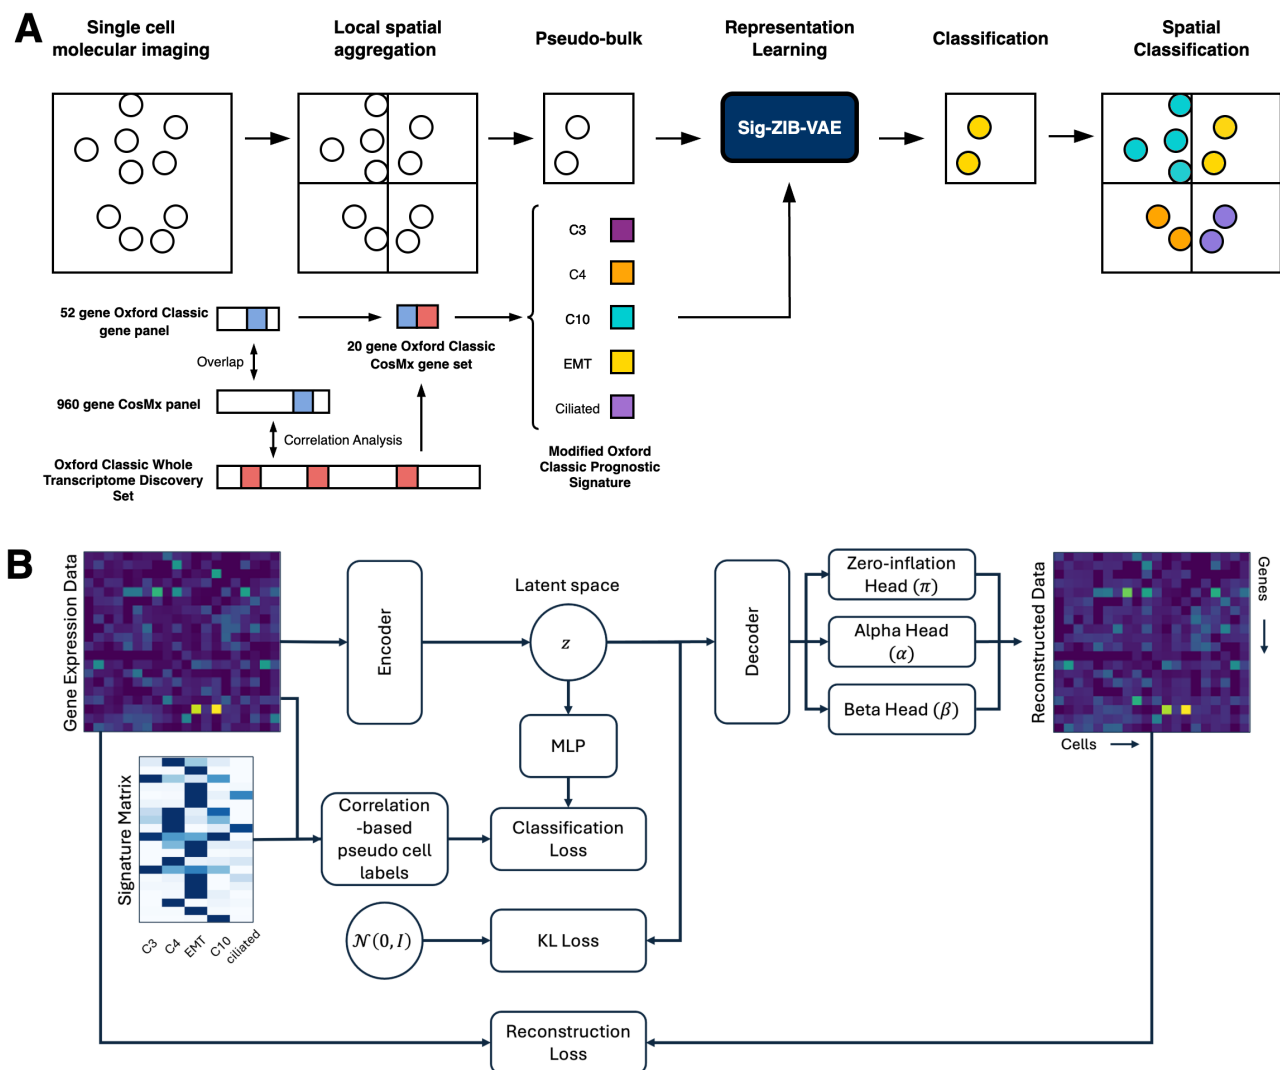 A
Single cell
molecular imaging
Local spatial
aggregation
Pseudo-bulk
Representation
Learning
Classification
Spatial
Classification
Sig-ZIB-VAE
C3
C4
C10
EMT
Ciliated
Modified Oxford
Classic Prognostic
Signature
52 gene Oxford Classic
gene panel
Overlap
20 gene Oxford Classic
CosMx gene set
960 gene CosMx panel
Correlation Analysis
Oxford Classic Whole
Transcriptome Discovery
Set
B
Gene Expression Data
Encoder
Latent space
z
Decoder
Zero-inflation
Head (π)
Alpha Head
(α)
Beta Head (β)
Reconstructed Data
Genes
Cells
MLP
Signature Matrix
C3
C4
EMT
C10
ciliated
Correlation
-based
pseudo cell
labels
Classification
Loss
𝒩(0, I)
KL Loss
Reconstruction
Loss